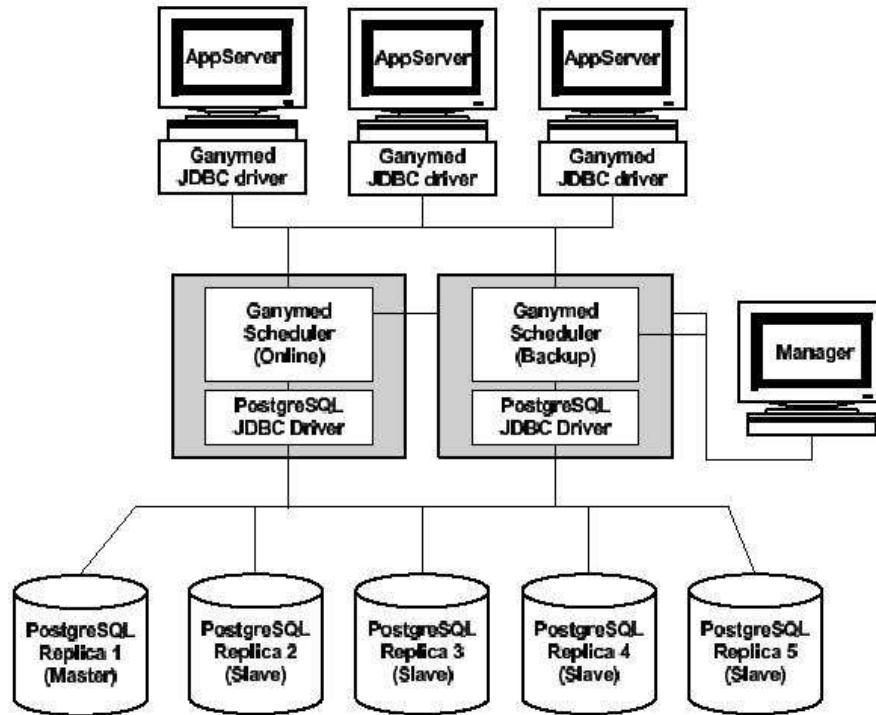 AppServer
AppServer
AppServer
Ganymed
JDBC driver
Ganymed
JDBC driver
Ganymed
JDBC driver
Ganymed
Scheduler
(Online)
Ganymed
Scheduler
(Backup)
Manager
PostgreSQL
JDBC Driver
PostgreSQL
JDBC Driver
PostgreSQL
Replica 1
(Master)
PostgreSQL
Replica 2
(Slave)
PostgreSQL
Replica 3
(Slave)
PostgreSQL
Replica 4
(Slave)
PostgreSQL
Replica 5
(Slave)